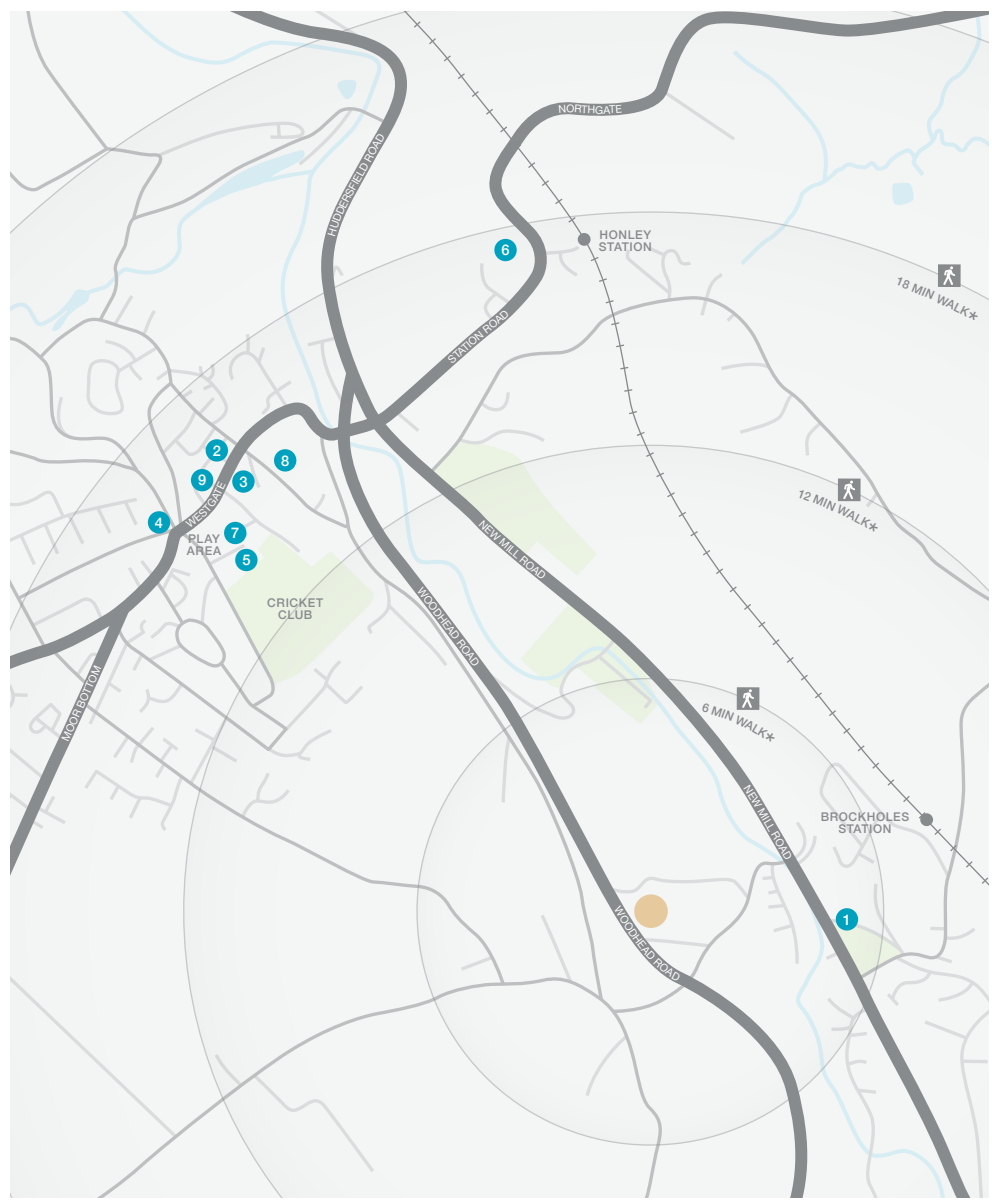 NORTHGATE
HUDDERSFIELD ROAD
HONLEY
STATION
6
18 MIN WALK*
STATION ROAD
2
8
9
3
WESTGATE
4
7
PLAY
AREA
5
12 MIN WALK*
NEW MILL ROAD
CRICKET
CLUB
WOODHEAD ROAD
MOOR BOTTOM
6 MIN WALK*
NEW MILL ROAD
BROCKHOLES
STATION
1
WOODHEAD ROAD